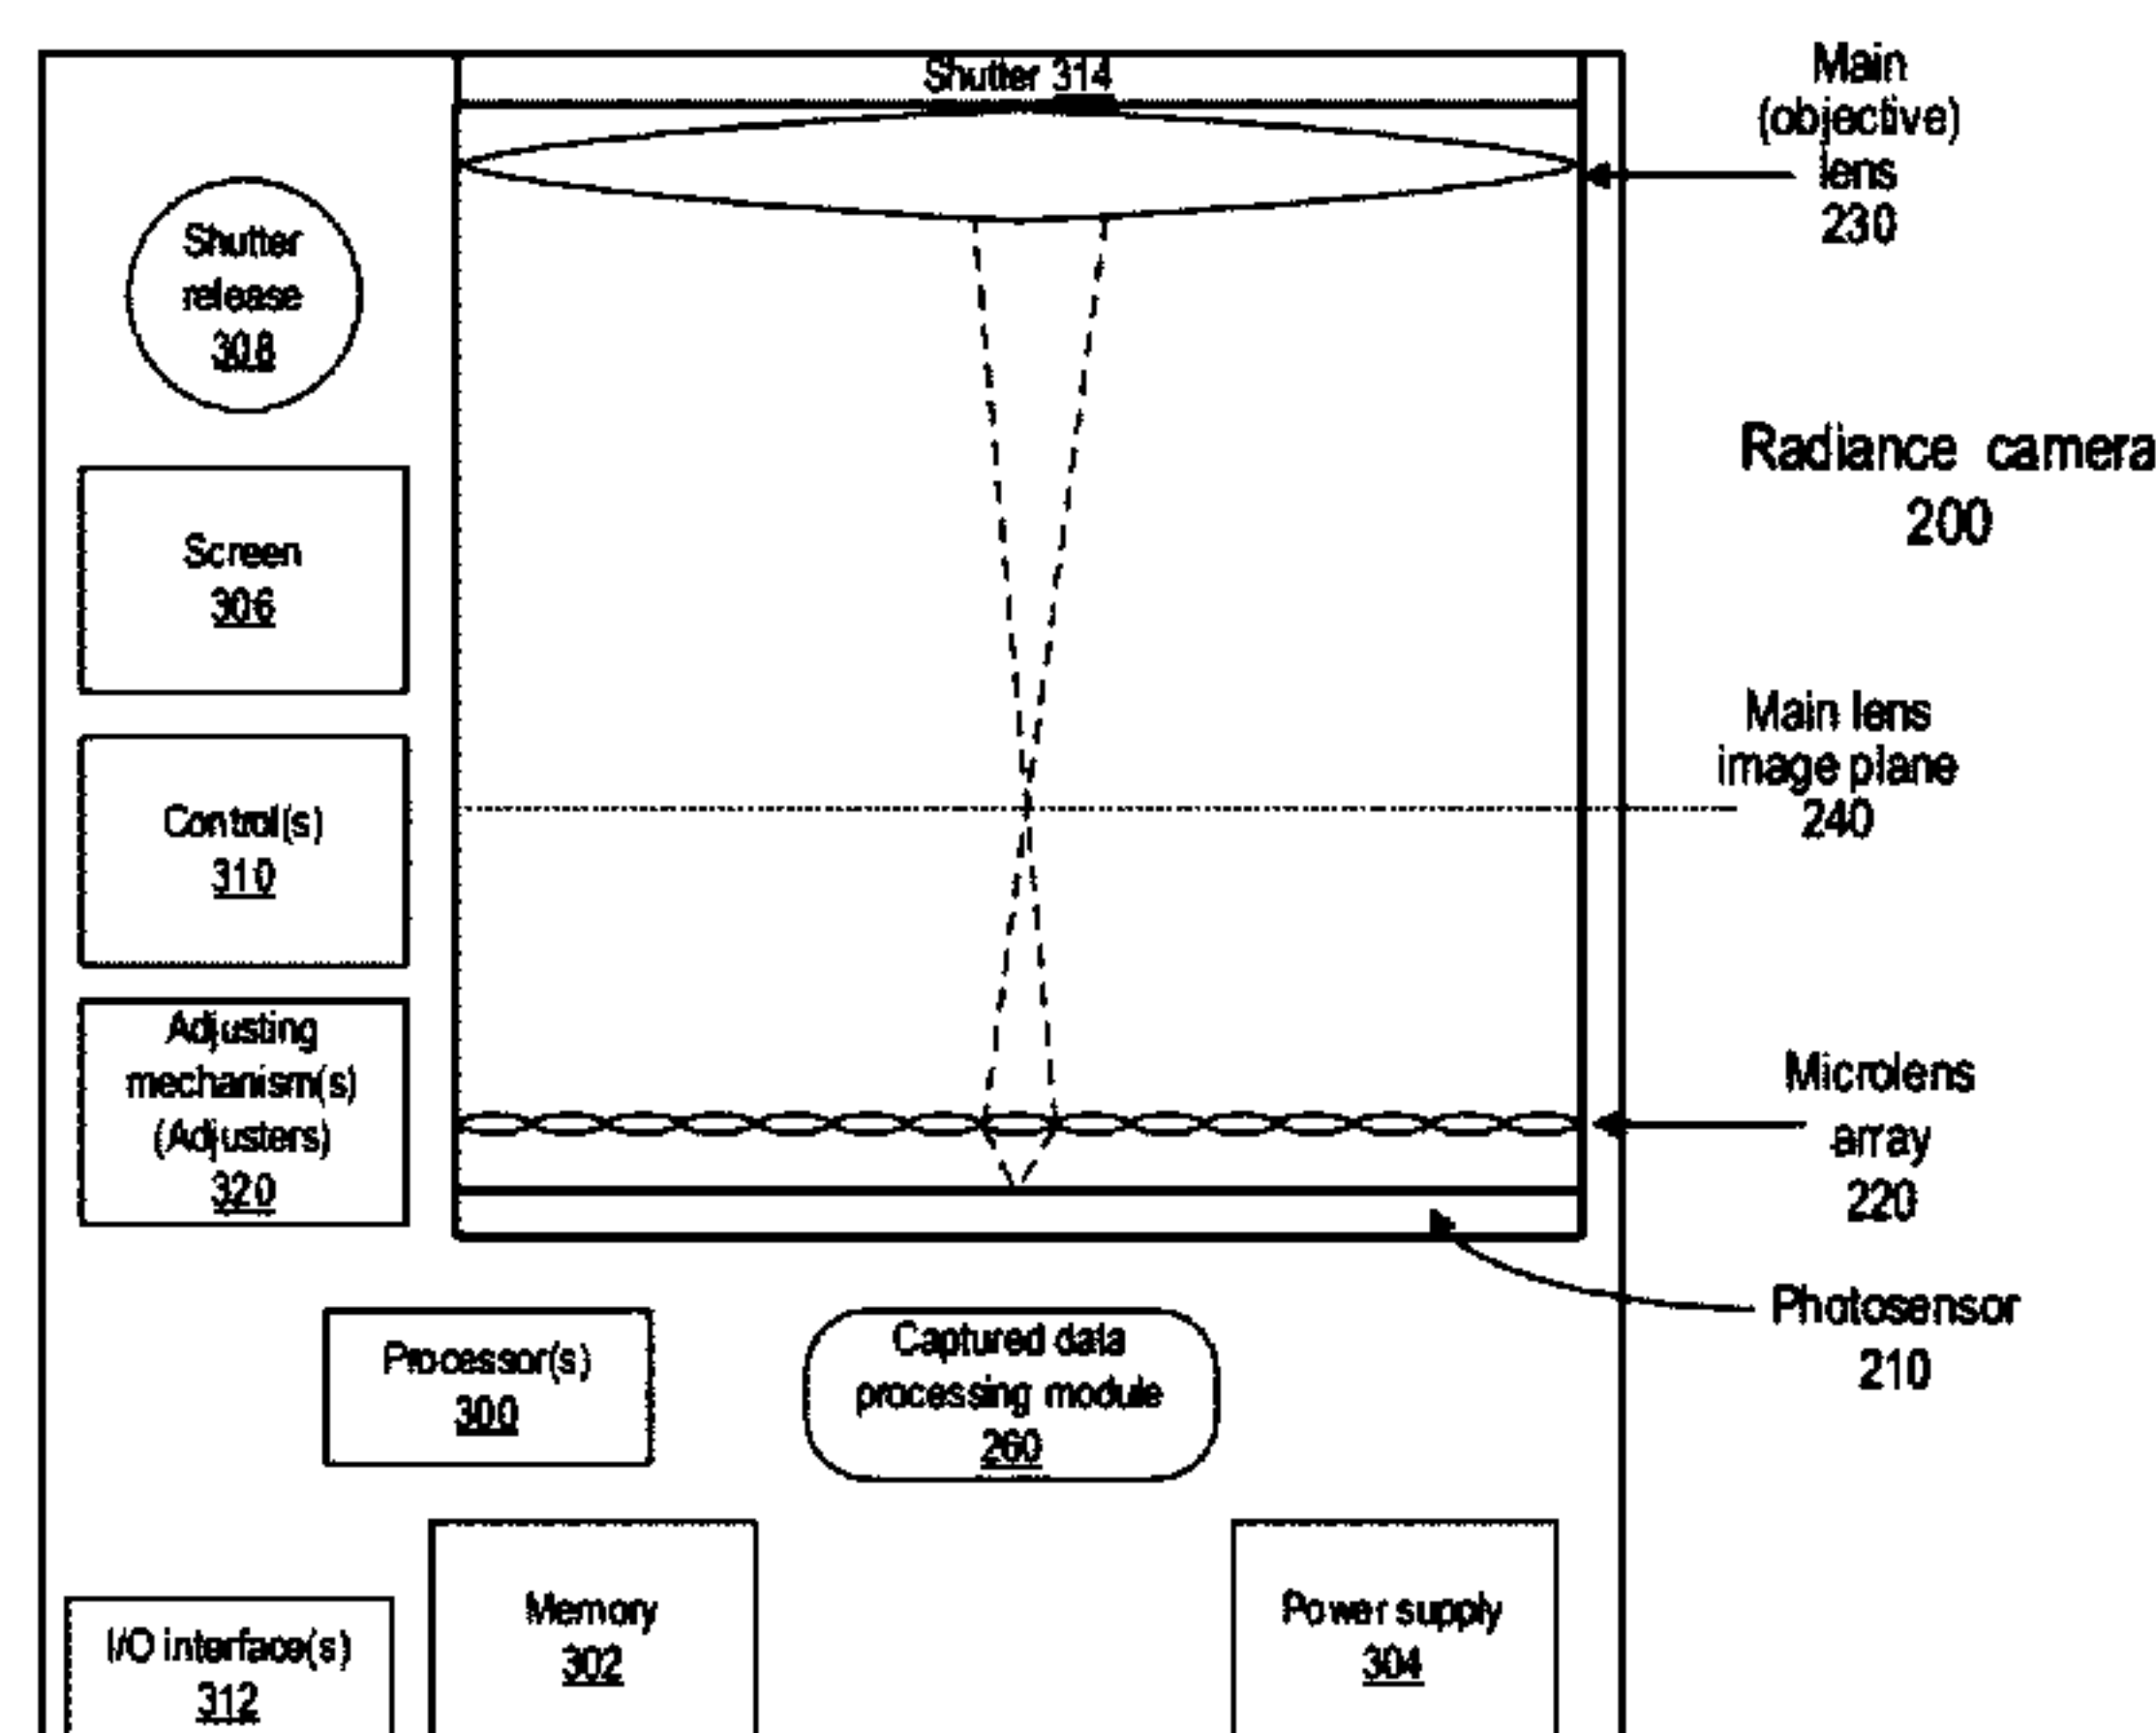 Shutter 314
Main
(objective)
lens
230
Shutter
release
308
Radiance camera
200
Screen
306
Main lens
image plane
240
Control(s)
310
Adjusting
mechanism(s)
(Adjusters)
320
Microlens
array
220
Photosensor
210
Processor(s)
300
Captured data
processing module
260
Memory
302
Power supply
304
I/O interface(s)
312